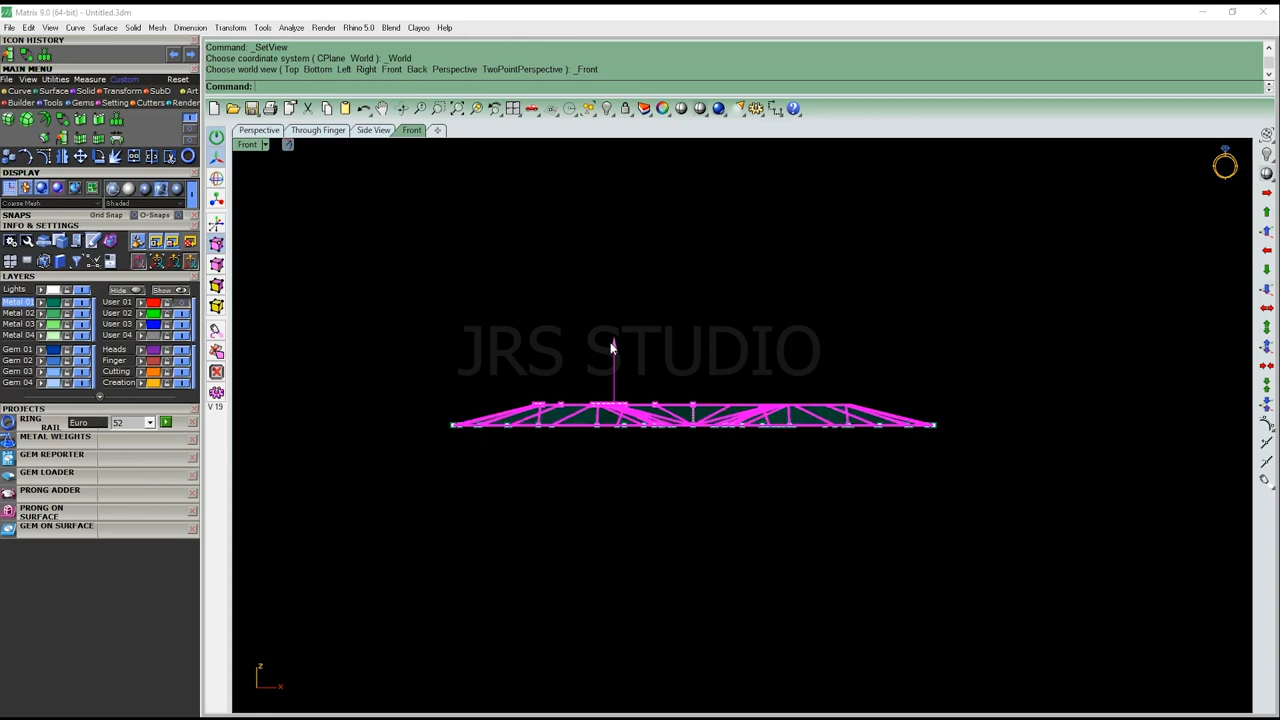 Matrix 9.0 (64-bit) - Untitled.3dm
File Edit View Curve Surface Solid Mesh Dimension Transform Tools Analyze Render Rhino 5.0 Blend Clayoo Help
ICON HISTORY
MAIN MENU
File View Utilities Measure Custom Reset
Curve Surface Solid Transform SubD Art
Builder Tools Gems Setting Cutters Render
DISPLAY
Coarse Mesh Shaded
SNAPS Grid Snap O-Snaps
INFO & SETTINGS
LAYERS
Lights Hide Show
Metal 01 User 01
Metal 02 User 02
Metal 03 User 03
Metal 04 User 04
Gem 01 Heads
Gem 02 Finger
Gem 03 Cutting
Gem 04 Creation
PROJECTS
RING RAIL Euro 52
METAL WEIGHTS
GEM REPORTER
GEM LOADER
PRONG ADDER
PRONG ON SURFACE
GEM ON SURFACE
Command: _SetView
Choose coordinate system ( CPlane World ): _World
Choose world view ( Top Bottom Left Right Front Back Perspective TwoPointPerspective ): _Front
Command:
Perspective Through Finger Side View Front
Front
V 19
JRS STUDIO
z
x